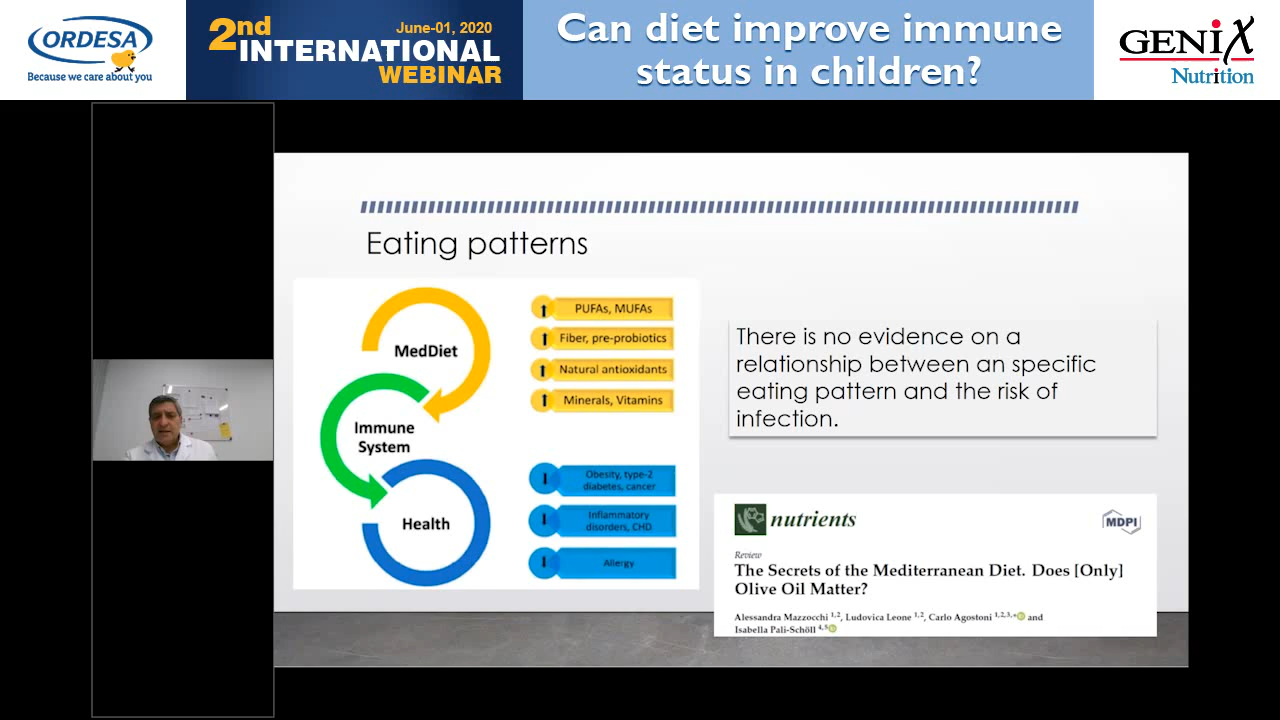 ORDESA
Because we care about you
2nd
June-01, 2020
INTERNATIONAL
WEBINAR
Can diet improve immune
status in children?
GENIX
Nutrition
Eating patterns
MedDiet
Immune
System
Health
PUFAs, MUFAs
Fiber, pre-probiotics
Natural antioxidants
Minerals, Vitamins
Obesity, type-2
diabetes, cancer
Inflammatory
disorders, CHD
Allergy
There is no evidence on a
relationship between an specific
eating pattern and the risk of
infection.
nutrients
MDPI
Review
The Secrets of the Mediterranean Diet. Does [Only]
Olive Oil Matter?
Alessandra Mazzocchi 1,2, Ludovica Leone 1,2, Carlo Agostoni 1,2,3,* and
Isabella Pali-Schöll 4,5